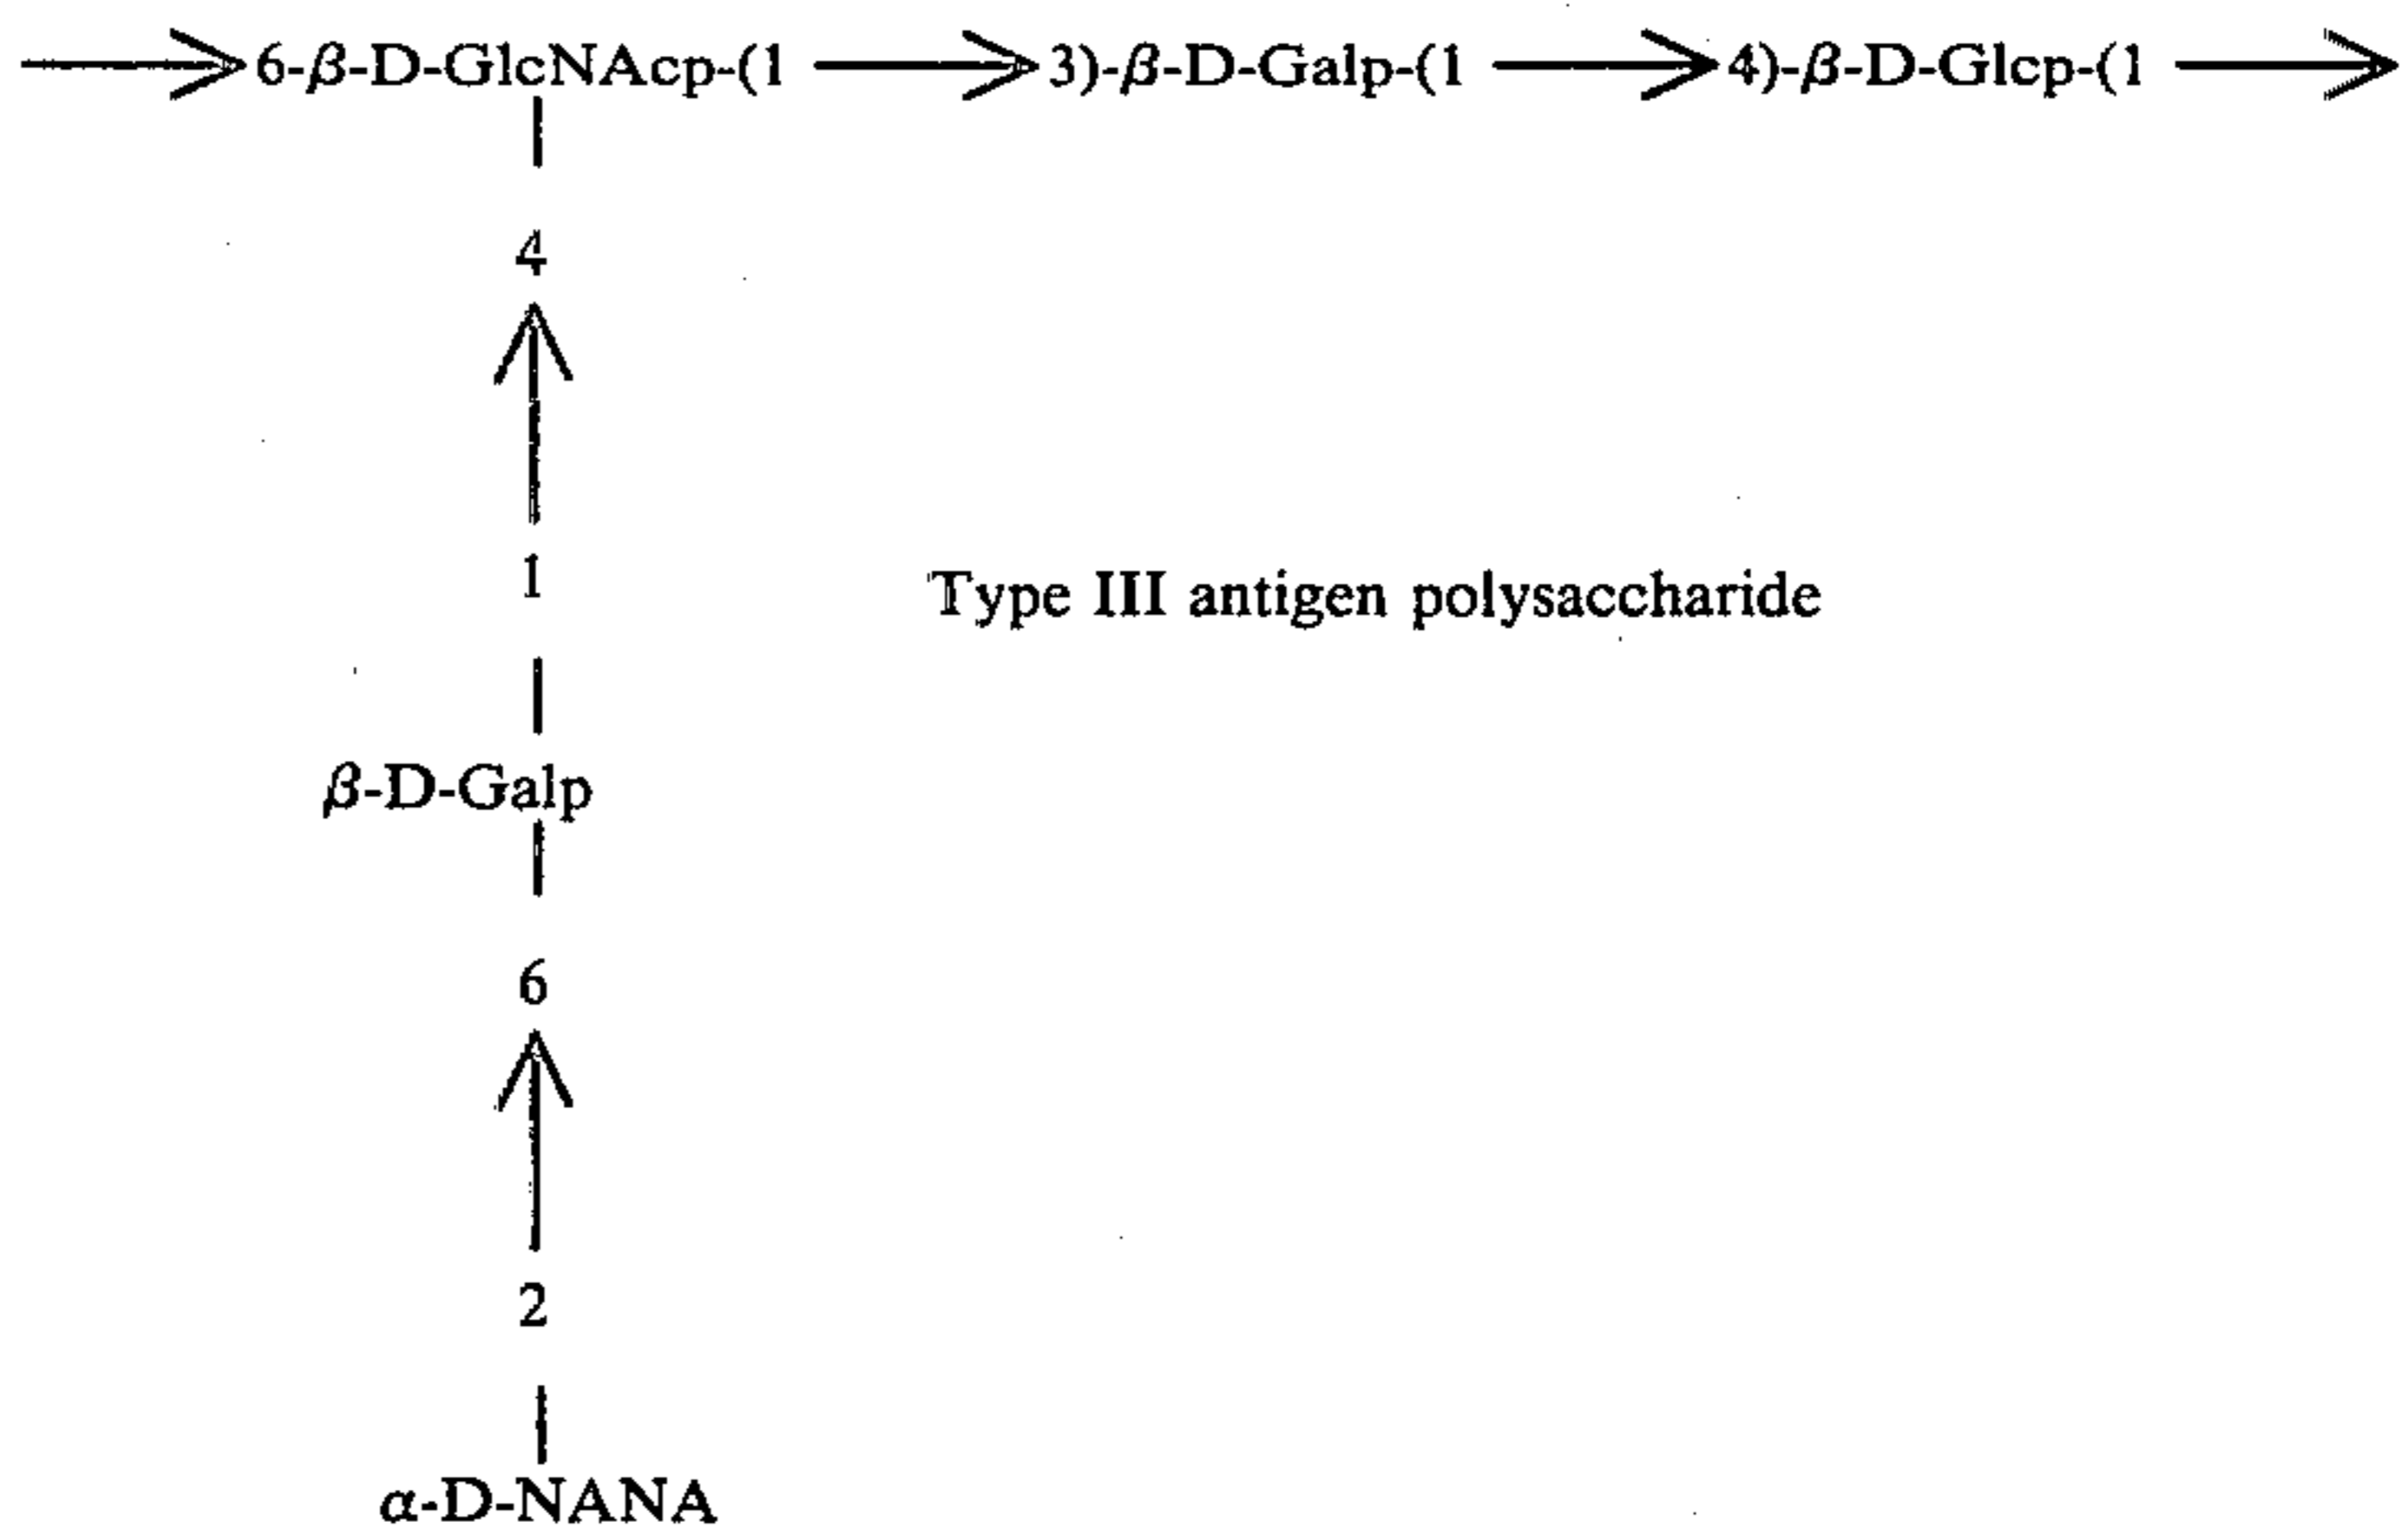 →6-β-D-GlcNAcp-(1 → 3)-β-D-Galp-(1 → 4)-β-D-Glcp-(1 →
4
1
Type III antigen polysaccharide
β-D-Galp
6
2
α-D-NANA